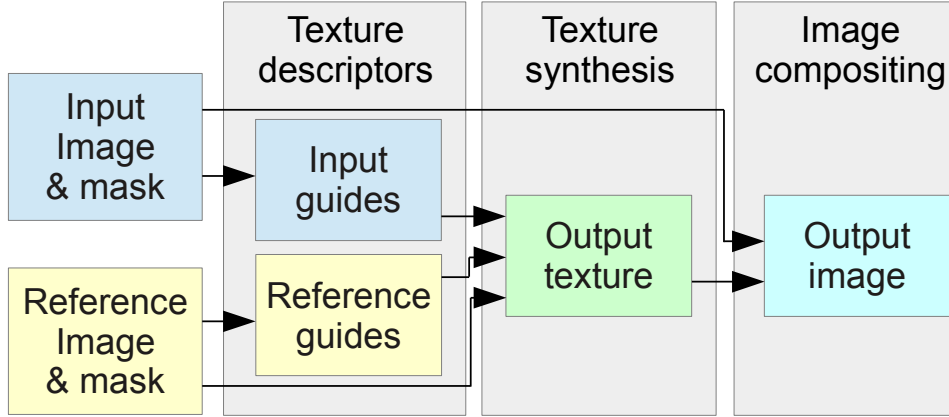 Texture
descriptors
Texture
synthesis
Image
compositing
Input
Image
& mask
Input
guides
Reference
Image
& mask
Reference
guides
Output
texture
Output
image